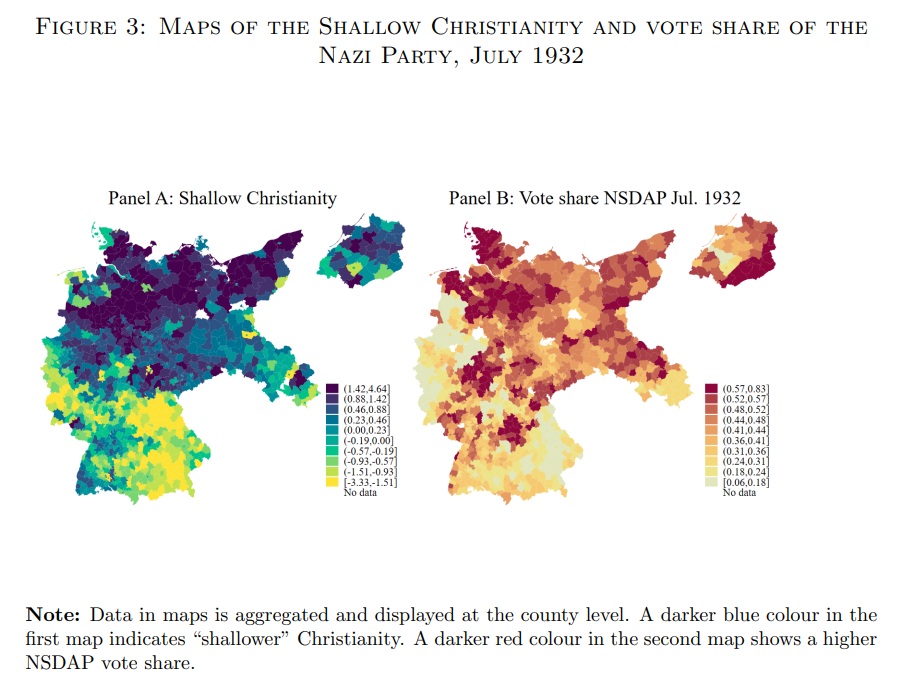 FIGURE 3: MAPS OF THE SHALLOW CHRISTIANITY AND VOTE SHARE OF THE
NAZI PARTY, JULY 1932
Panel A: Shallow Christianity
(1.42,4.64]
(0.88,1.42]
(0.46,0.88]
(0.23,0.46]
(0.00,0.23]
(-0.19,0.00]
(-0.57,-0.19]
(-0.93,-0.57]
(-1.51,-0.93]
[-3.33,-1.51]
No data
Panel B: Vote share NSDAP Jul. 1932
(0.57,0.83]
(0.52,0.57]
(0.48,0.52]
(0.44,0.48]
(0.41,0.44]
(0.36,0.41]
(0.31,0.36]
(0.24,0.31]
(0.18,0.24]
[0.06,0.18]
No data
Note: Data in maps is aggregated and displayed at the county level. A darker blue colour in the
first map indicates “shallower” Christianity. A darker red colour in the second map shows a higher
NSDAP vote share.